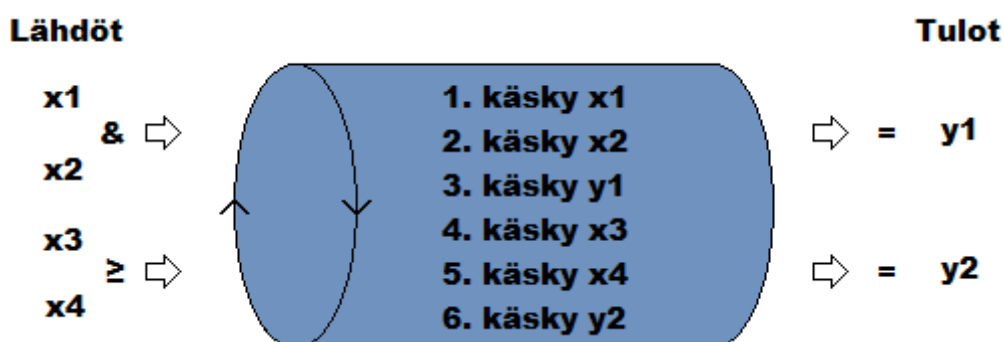 Lähdöt
Tulot
x1
&
x2
x3
≥
x4
1. käsky x1
2. käsky x2
3. käsky y1
4. käsky x3
5. käsky x4
6. käsky y2
= y1
= y2